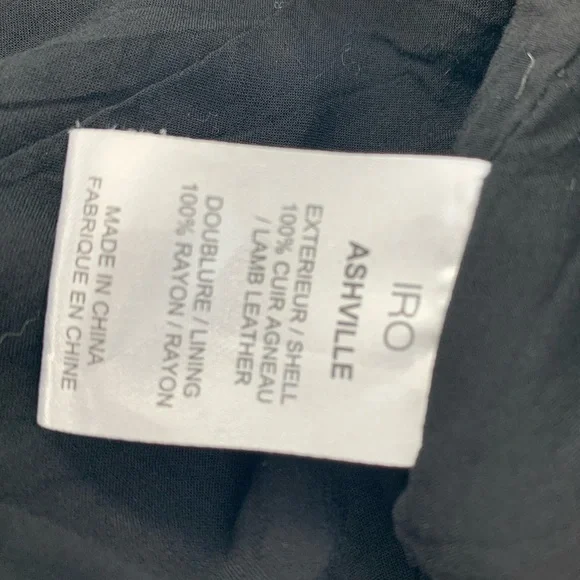 IRO
ASHVILLE
EXTERIEUR / SHELL
100% CUIR AGNEAU
/ LAMB LEATHER
DOUBLURE / LINING
100% RAYON / RAYON
MADE IN CHINA
FABRIQUE EN CHINE